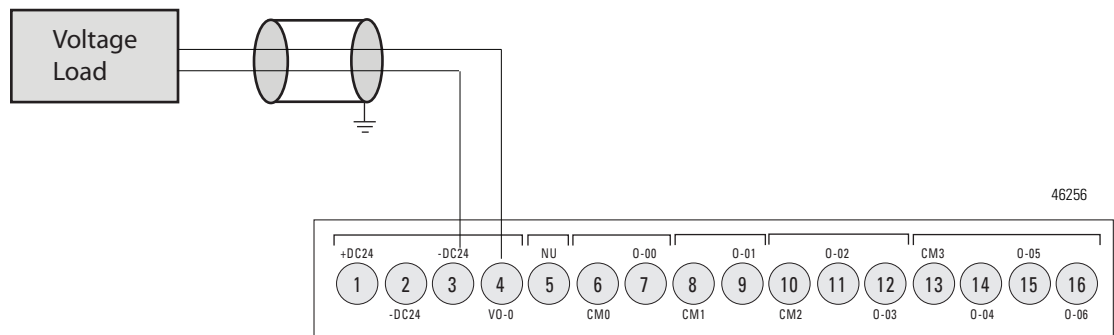 Voltage
Load
46256
+DC24 -DC24 NU O-00 O-01 O-02 CM3 O-05
1 2 3 4 5 6 7 8 9 10 11 12 13 14 15 16
-DC24 VO-0 CM0 CM1 CM2 O-03 O-04 O-06